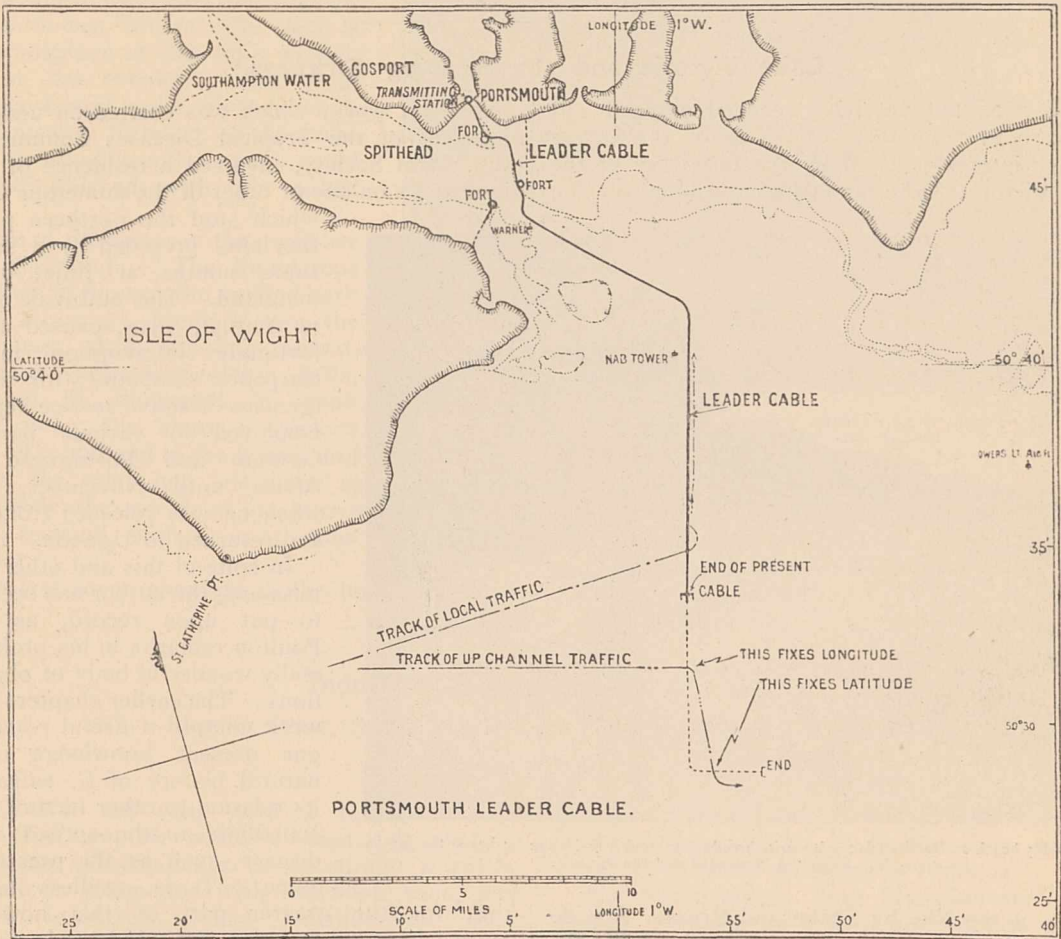 LONGITUDE 1°W.
GOSPORT
SOUTHAMPTON WATER
TRANSMITTING
STATION
PORTSMOUTH
FORT
SPITHEAD
LEADER CABLE
FORT
FORT
WARNER
45'
ISLE OF WIGHT
LATITUDE
50°40'
NAB TOWER
50° 40'
LEADER CABLE
OWERS LT
35'
END OF PRESENT
CABLE
TRACK OF LOCAL TRAFFIC
ST CATHERINE PT.
TRACK OF UP CHANNEL TRAFFIC
THIS FIXES LONGITUDE
THIS FIXES LATITUDE
50°30
END
PORTSMOUTH LEADER CABLE.
0 5 10
SCALE OF MILES
LONGITUDE 1°W
25'
25' 20' 15' 10' 5' 55' 50' 45' 40'